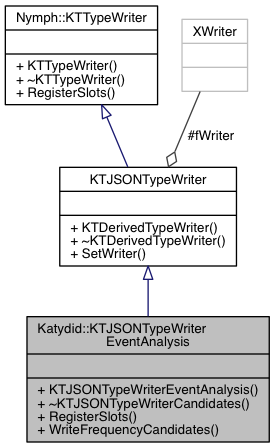 Nymph::KTTypeWriter
+ KTTypeWriter()
+ ~KTTypeWriter()
+ RegisterSlots()
XWriter
#fWriter
KTJSONTypeWriter
+ KTDerivedTypeWriter()
+ ~KTDerivedTypeWriter()
+ SetWriter()
Katydid::KTJSONTypeWriter
EventAnalysis
+ KTJSONTypeWriterEventAnalysis()
+ ~KTJSONTypeWriterCandidates()
+ RegisterSlots()
+ WriteFrequencyCandidates()